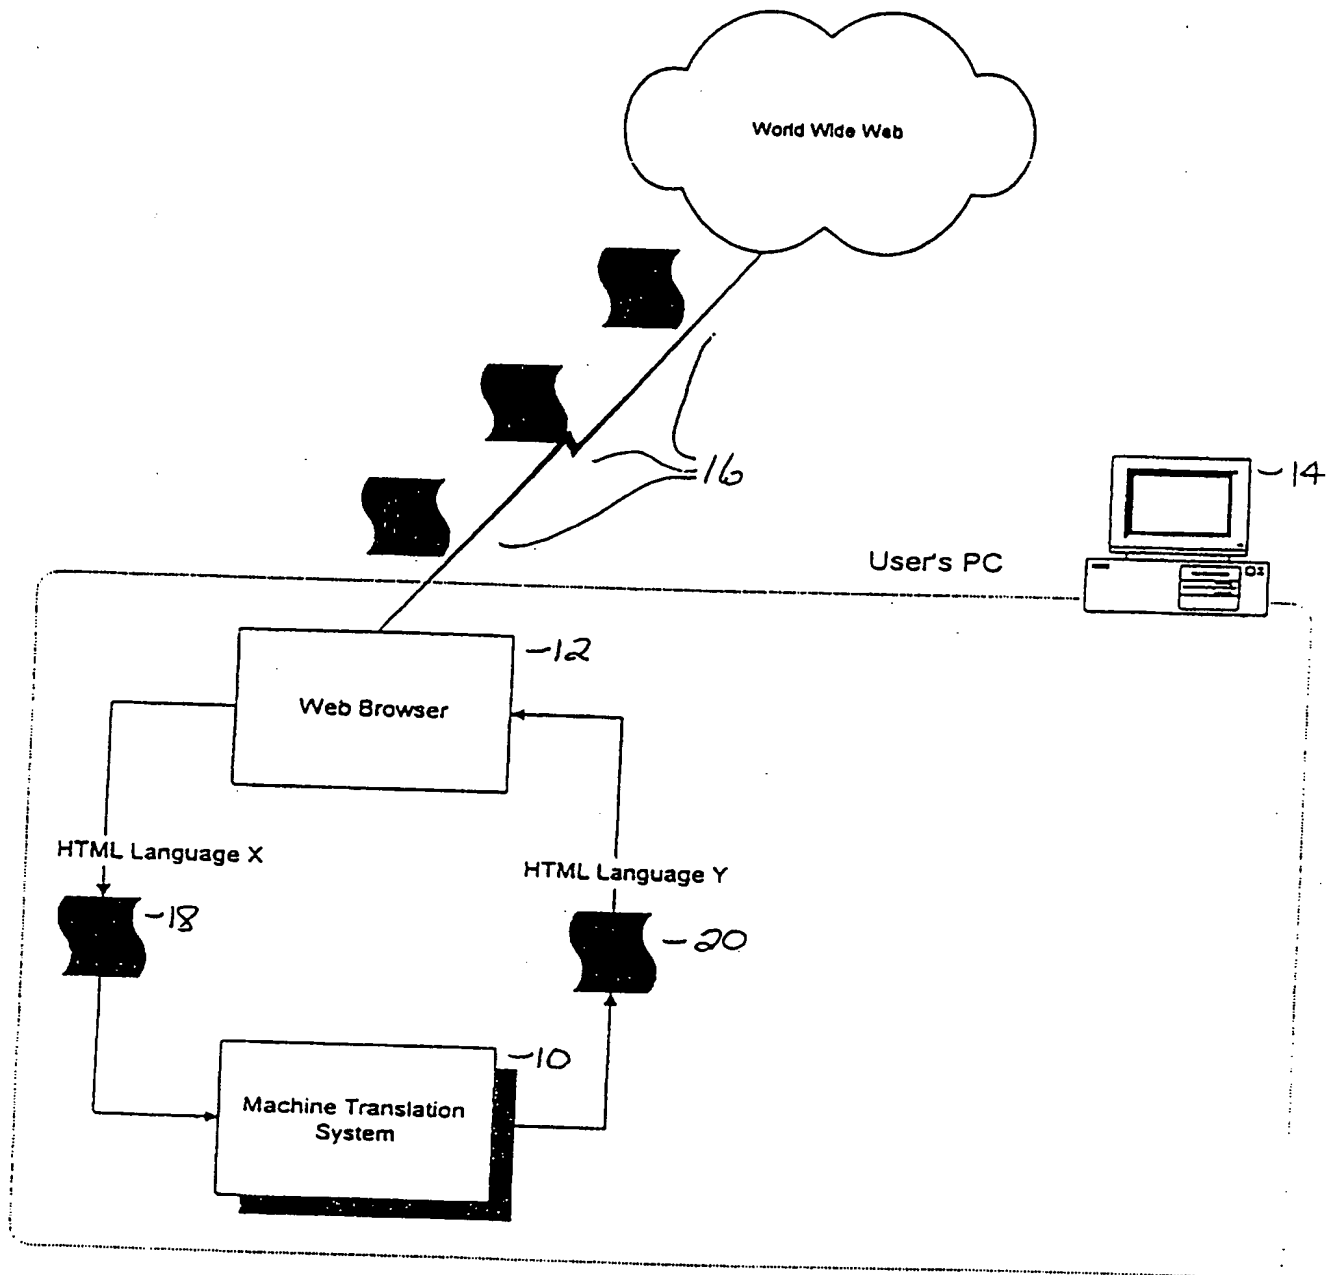 World Wide Web
16
14
User's PC
12
Web Browser
HTML Language X
HTML Language Y
18
20
10
Machine Translation
System